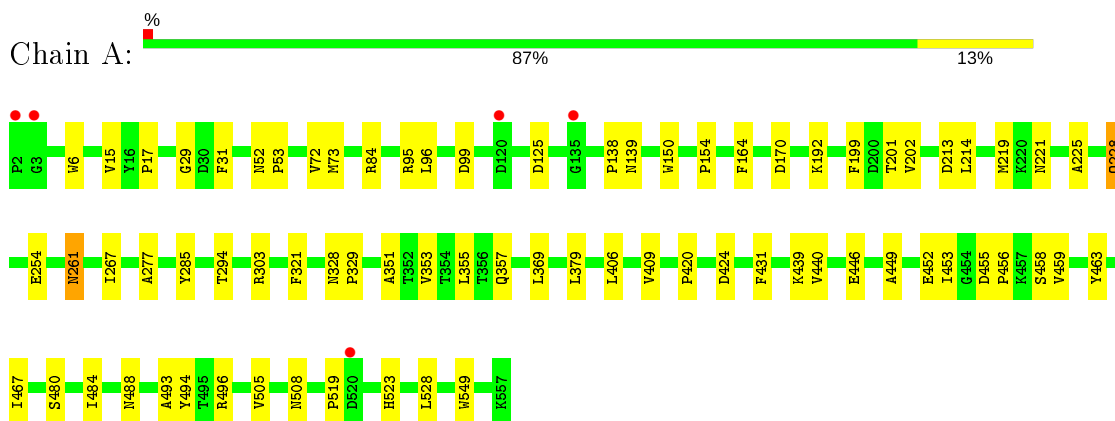 %
Chain A:
87% 13%
P2 G3 W6 V15 Y16 P17 G29 D30 F31 N52 P53 V72 M73 R84 R95 L96 D99 D120 D125 G135 P138 N139 W150 P154 F164 D170 K192 F199 D200 T201 V202 D213 L214 M219 K220 N221 A225
E254 N261 I267 A277 Y285 T294 R303 F321 N328 P329 A351 T352 V353 T354 L355 T356 Q357 L369 L379 L406 V409 P420 D424 F431 K439 V440 E446 A449 E452 I453 G454 D455 P456 K457 S458 V459 Y463
I467 S480 I484 N488 A493 Y494 T495 R496 V505 N508 P519 D520 H523 L528 W549 K557